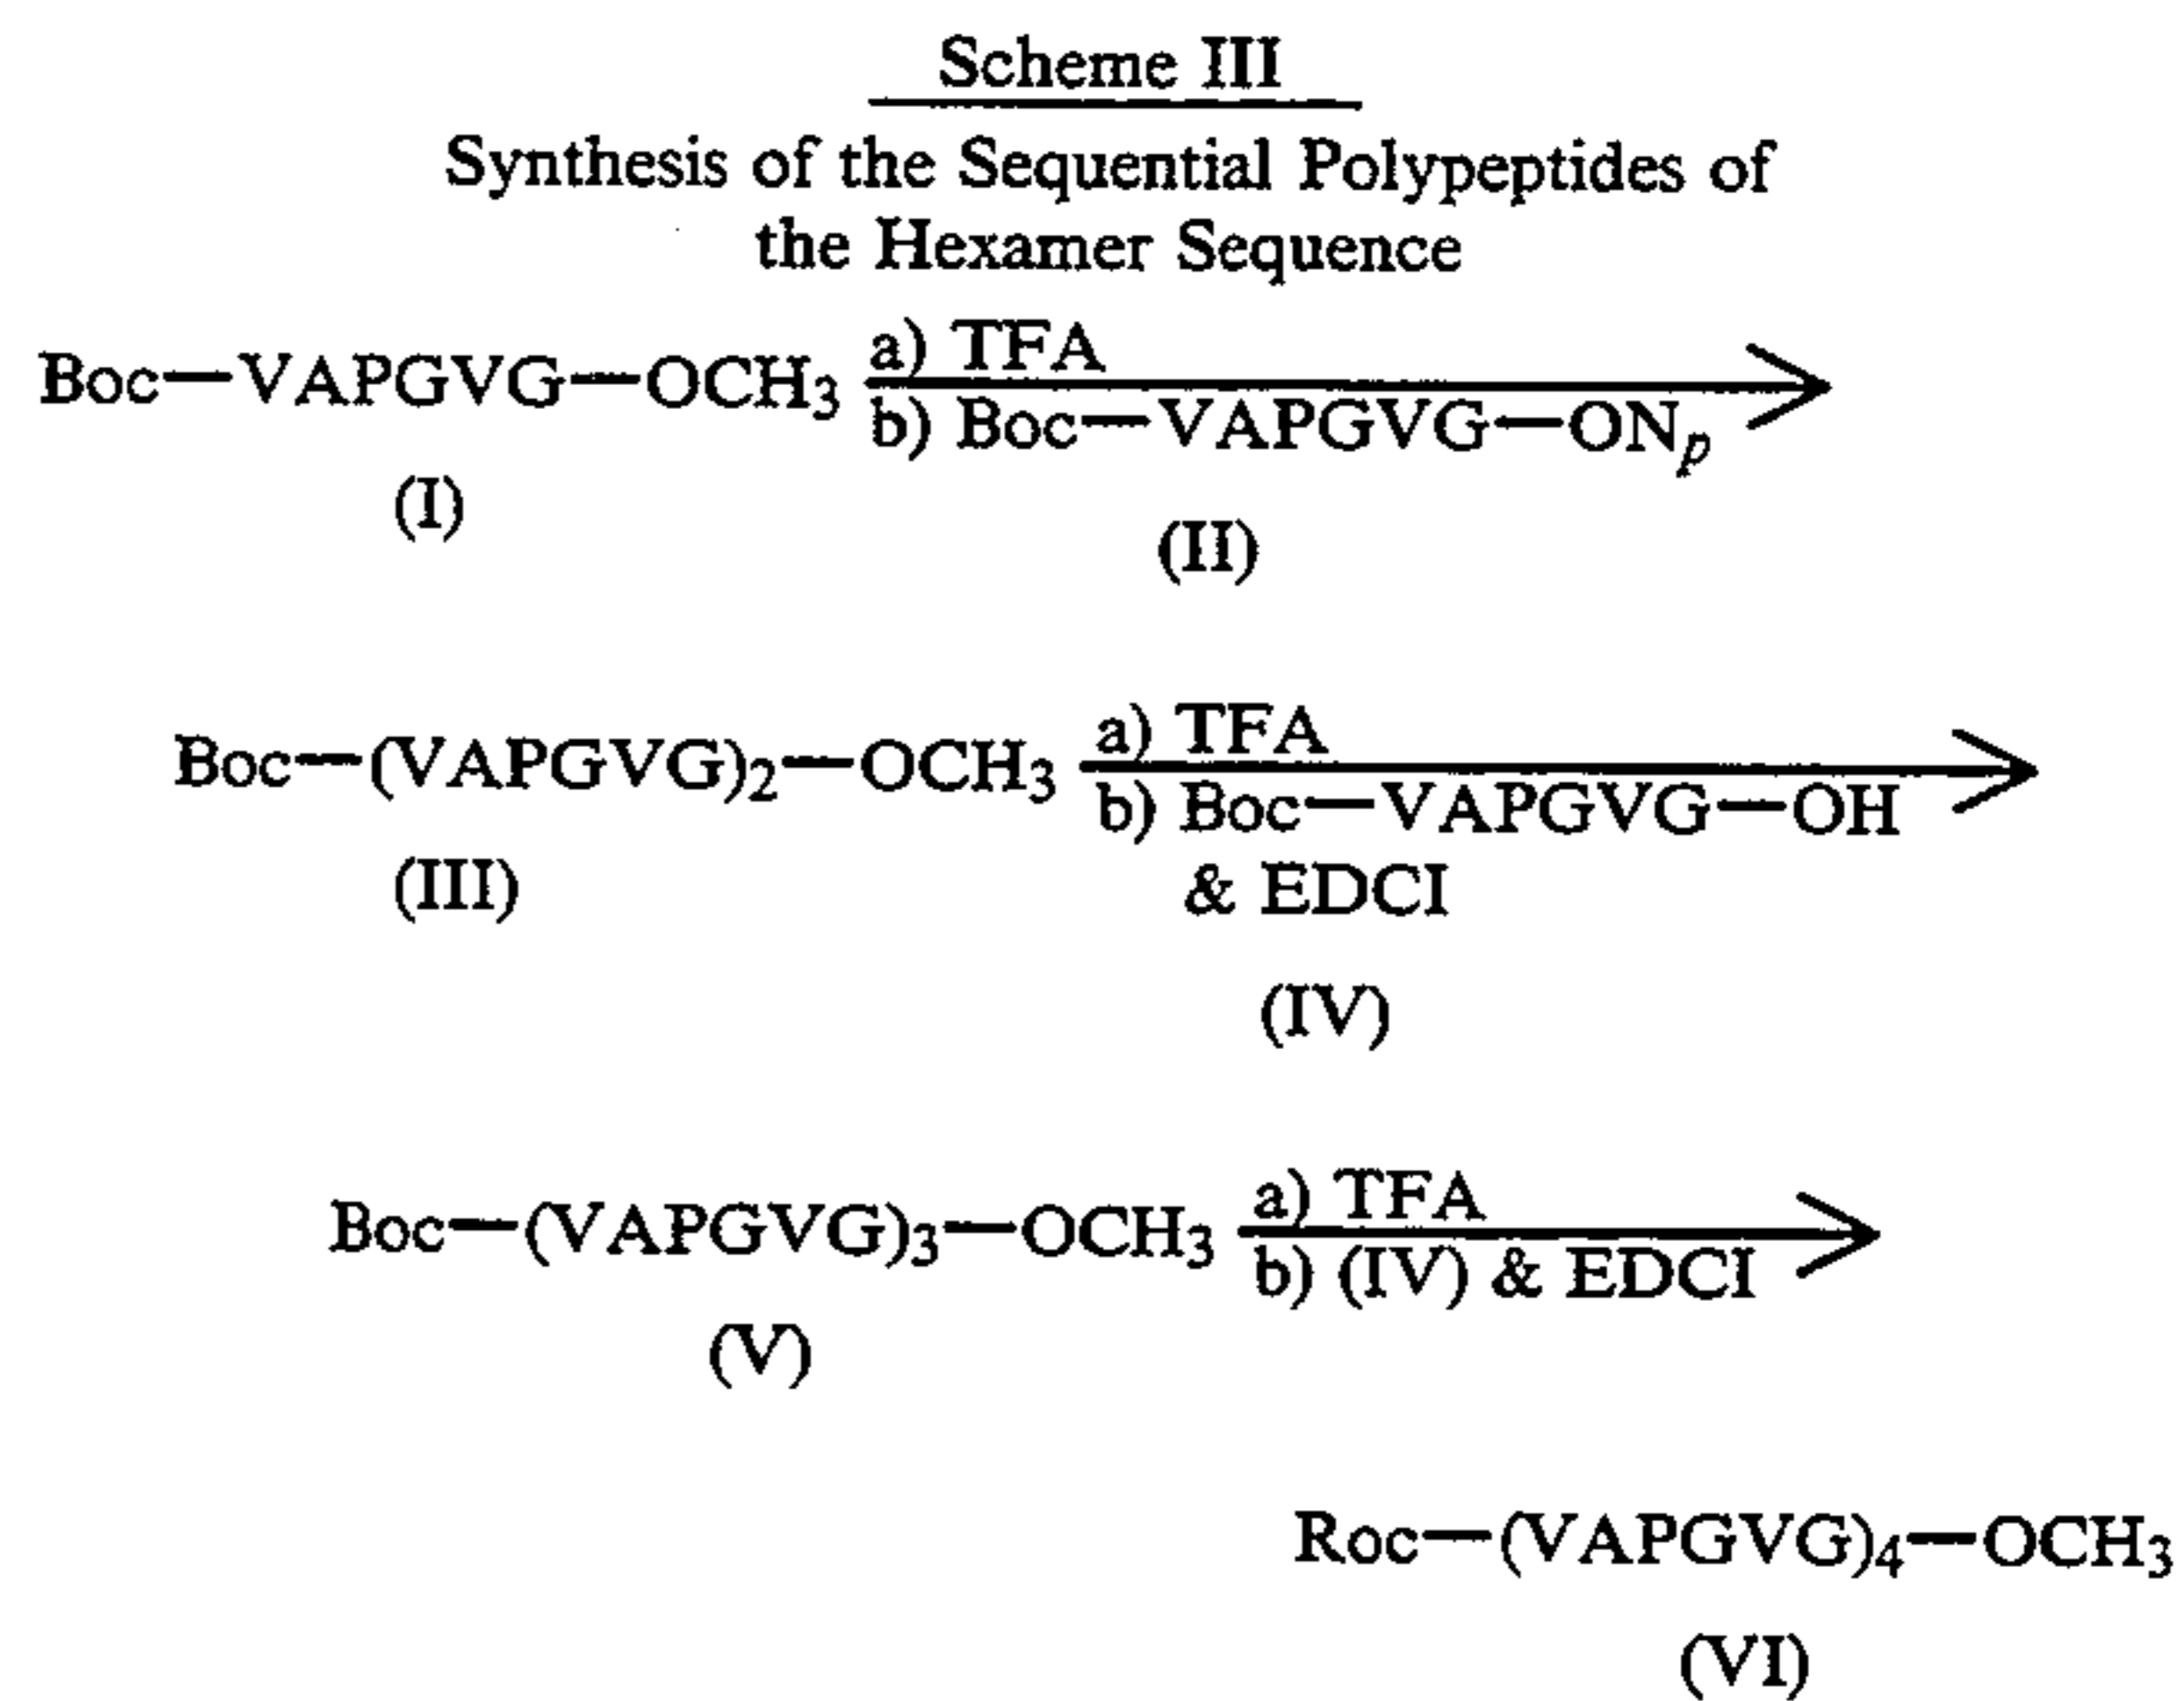 Scheme III
Synthesis of the Sequential Polypeptides of
the Hexamer Sequence
Boc—VAPGVG—OCH₃ a) TFA
b) Boc—VAPGVG—ONₚ
(I)
(II)
Boc—(VAPGVG)₂—OCH₃ a) TFA
b) Boc—VAPGVG—OH
& EDCI
(III)
(IV)
Boc—(VAPGVG)₃—OCH₃ a) TFA
b) (IV) & EDCI
(V)
Roc—(VAPGVG)₄—OCH₃
(VI)